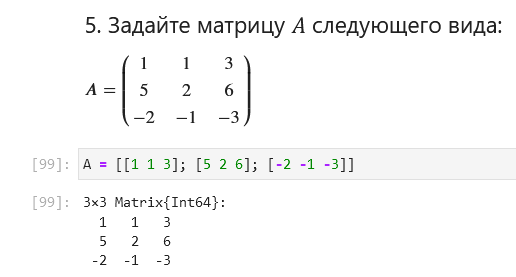 5. Задайте матрицу A следующего вида:
1 1 3
A = 5 2 6
−2 −1 −3
[99]: A = [[1 1 3]; [5 2 6]; [-2 -1 -3]]
[99]: 3×3 Matrix{Int64}:
1 1 3
5 2 6
-2 -1 -3